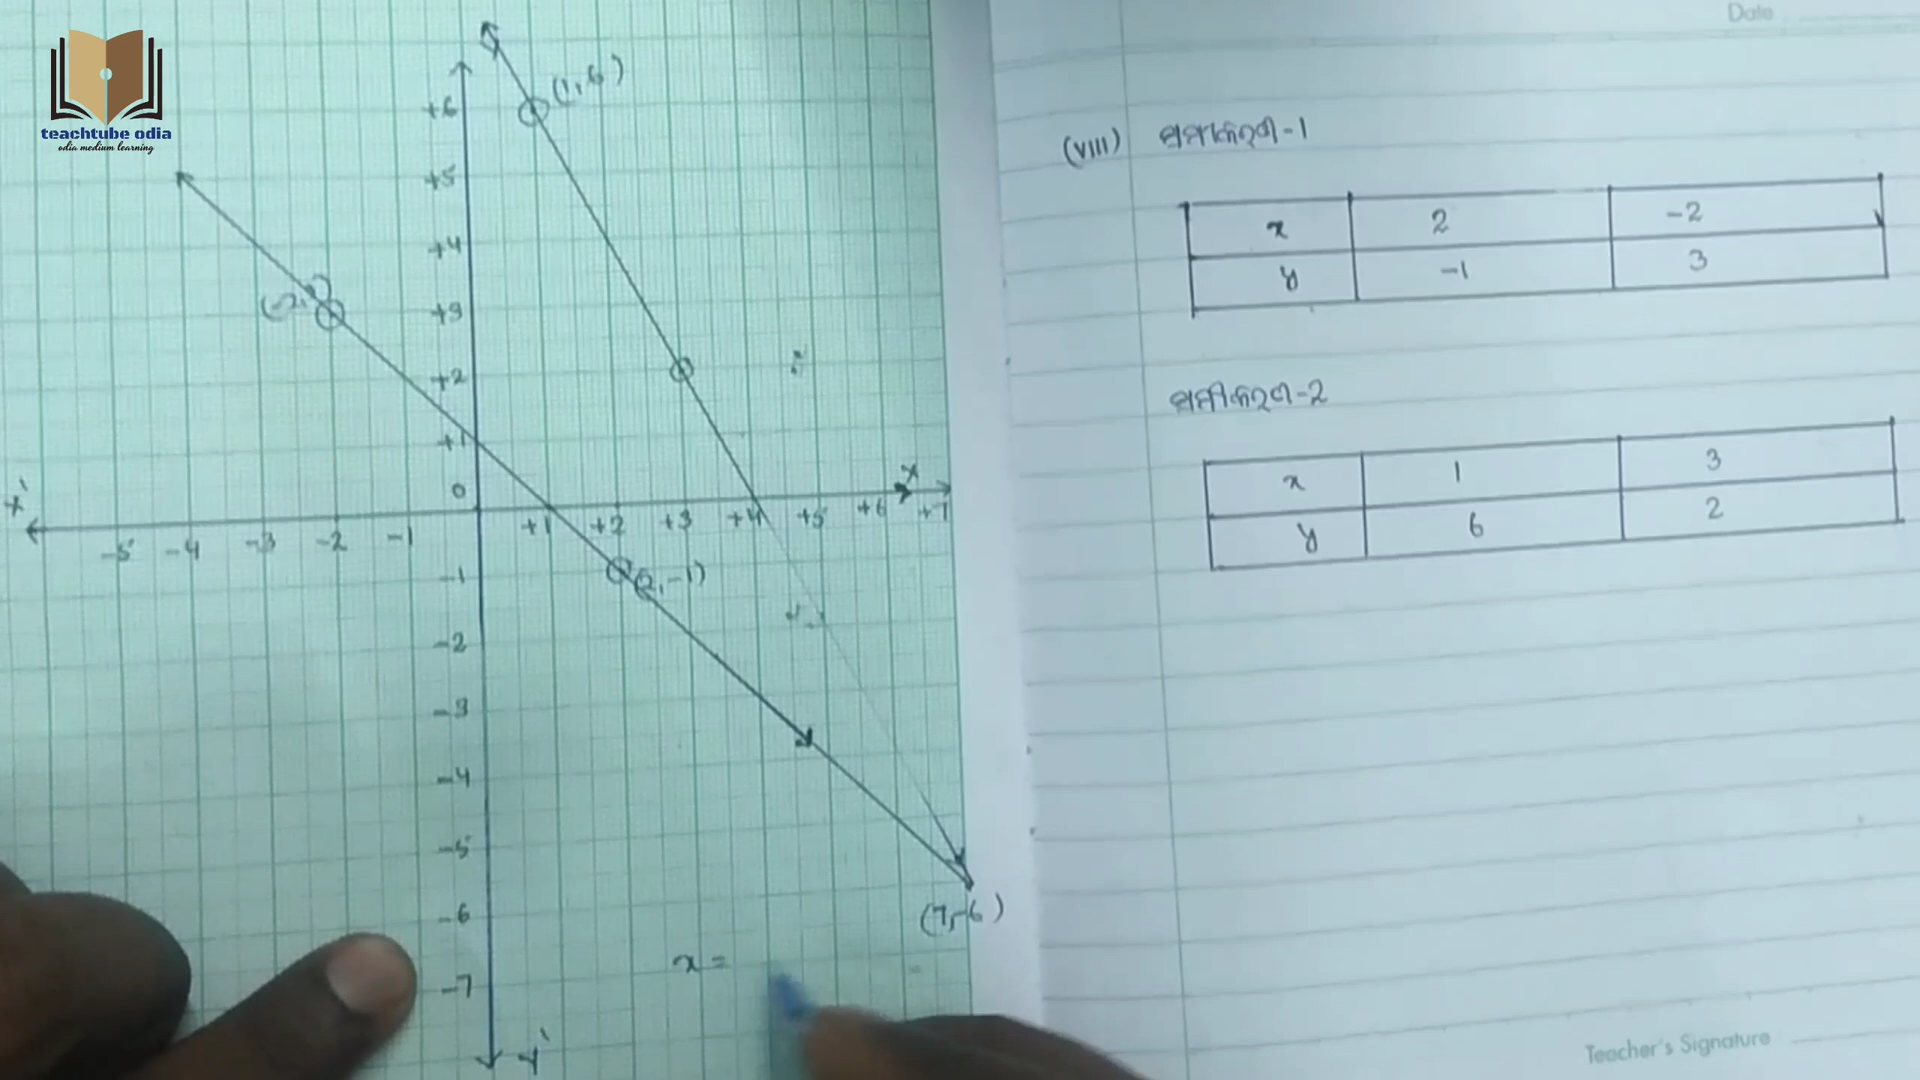 teachtube odia
odia medium learning
Date
(1,6)
+6
+5
+4
(-2,3)
+3
+2
+1
0
X'
X
-5 -4 -3 -2 -1 +1 +2 +3 +4 +5 +6 +7
-1
(2,-1)
-2
-3
-4
-5
(7,-6)
-6
x =
-7
y'
(VIII) ସମୀକରଣ-1
x 2 -2
y -1 3
ସମୀକରଣ-2
x 1 3
y 6 2
Teacher's Signature